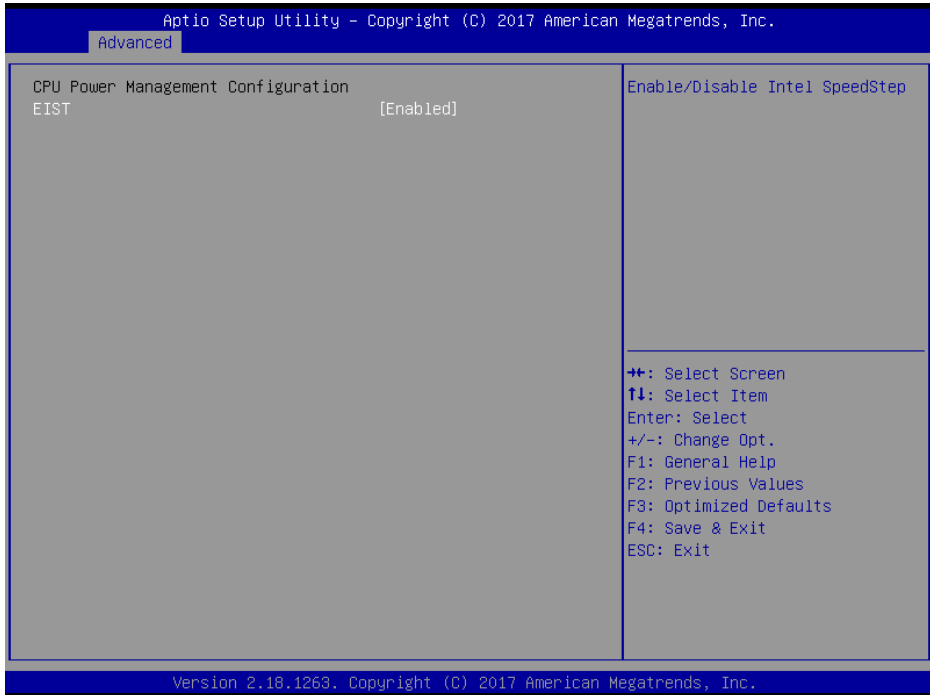 Aptio Setup Utility – Copyright (C) 2017 American Megatrends, Inc.
Advanced
CPU Power Management Configuration
EIST [Enabled]
Enable/Disable Intel SpeedStep
→←: Select Screen
↑↓: Select Item
Enter: Select
+/-: Change Opt.
F1: General Help
F2: Previous Values
F3: Optimized Defaults
F4: Save & Exit
ESC: Exit
Version 2.18.1263. Copyright (C) 2017 American Megatrends, Inc.